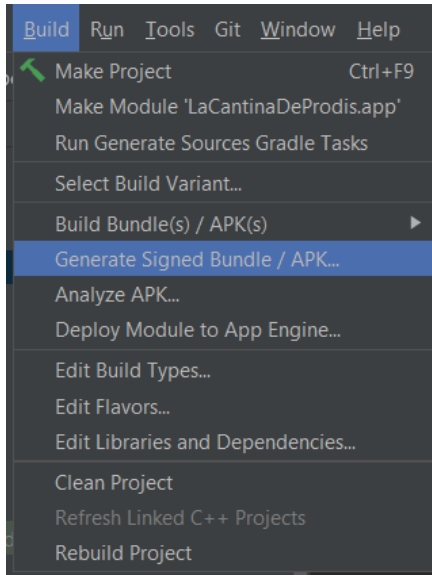 Build Run Tools Git Window Help
Make Project Ctrl+F9
Make Module 'LaCantinaDeProdis.app'
Run Generate Sources Gradle Tasks
Select Build Variant...
Build Bundle(s) / APK(s)
Generate Signed Bundle / APK...
Analyze APK...
Deploy Module to App Engine...
Edit Build Types...
Edit Flavors...
Edit Libraries and Dependencies...
Clean Project
Refresh Linked C++ Projects
Rebuild Project